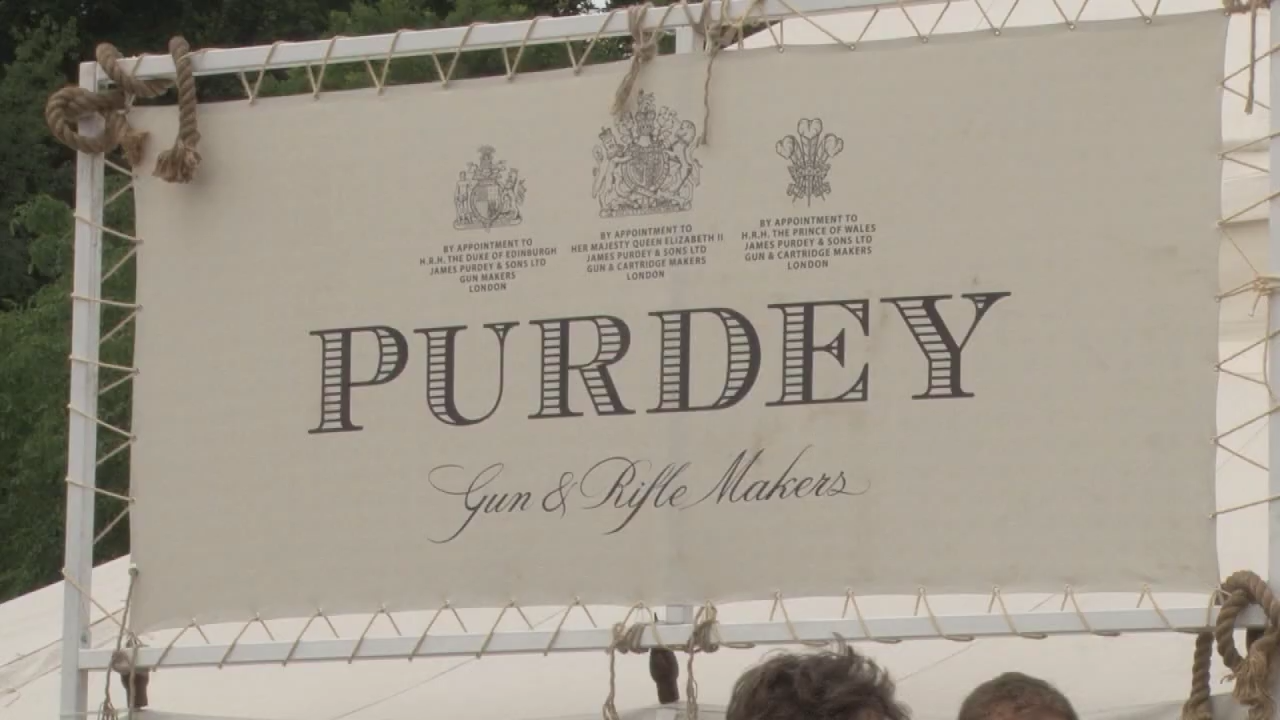 BY APPOINTMENT TO
H.R.H. THE DUKE OF EDINBURGH
JAMES PURDEY & SONS LTD
GUN MAKERS
LONDON
BY APPOINTMENT TO
HER MAJESTY QUEEN ELIZABETH II
JAMES PURDEY & SONS LTD
GUN & CARTRIDGE MAKERS
LONDON
BY APPOINTMENT TO
H.R.H. THE PRINCE OF WALES
JAMES PURDEY & SONS LTD
GUN & CARTRIDGE MAKERS
LONDON
PURDEY
Gun & Rifle Makers